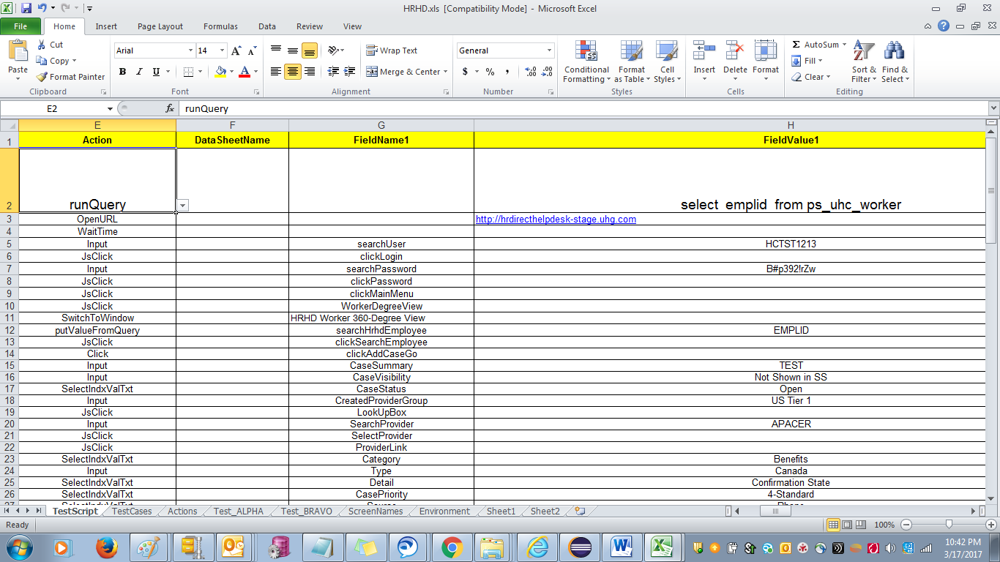 HRHD.xls [Compatibility Mode] - Microsoft Excel
File Home Insert Page Layout Formulas Data Review View
Paste Cut Copy Format Painter Clipboard
Arial 14 A A B I U A Font
Wrap Text Merge & Center Alignment
General $ % , .00 .0 Number
Conditional Formatting Format as Table Cell Styles Styles
Insert Delete Format Cells
Σ AutoSum Fill Clear Sort & Filter Find & Select Editing
E2 fx runQuery
E F G H
1 Action DataSheetName FieldName1 FieldValue1
2 runQuery select emplid from ps_uhc_worker
3 OpenURL http://hrdirecthelpdesk-stage.uhg.com
4 WaitTime
5 Input searchUser HCTST1213
6 JsClick clickLogin
7 Input searchPassword B#p392!rZw
8 JsClick clickPassword
9 JsClick clickMainMenu
10 JsClick WorkerDegreeView
11 SwitchToWindow HRHD Worker 360-Degree View
12 putValueFromQuery searchHrhdEmployee EMPLID
13 JsClick clickSearchEmployee
14 Click clickAddCaseGo
15 Input CaseSummary TEST
16 Input CaseVisibility Not Shown in SS
17 SelectIndxValTxt CaseStatus Open
18 Input CreatedProviderGroup US Tier 1
19 JsClick LookUpBox
20 Input SearchProvider APACER
21 JsClick SelectProvider
22 JsClick ProviderLink
23 SelectIndxValTxt Category Benefits
24 Input Type Canada
25 SelectIndxValTxt Detail Confirmation State
26 SelectIndxValTxt CasePriority 4-Standard
TestScript TestCases Actions Test_ALPHA Test_BRAVO ScreenNames Environment Sheet1 Sheet2
Ready 100%
10:42 PM
3/17/2017